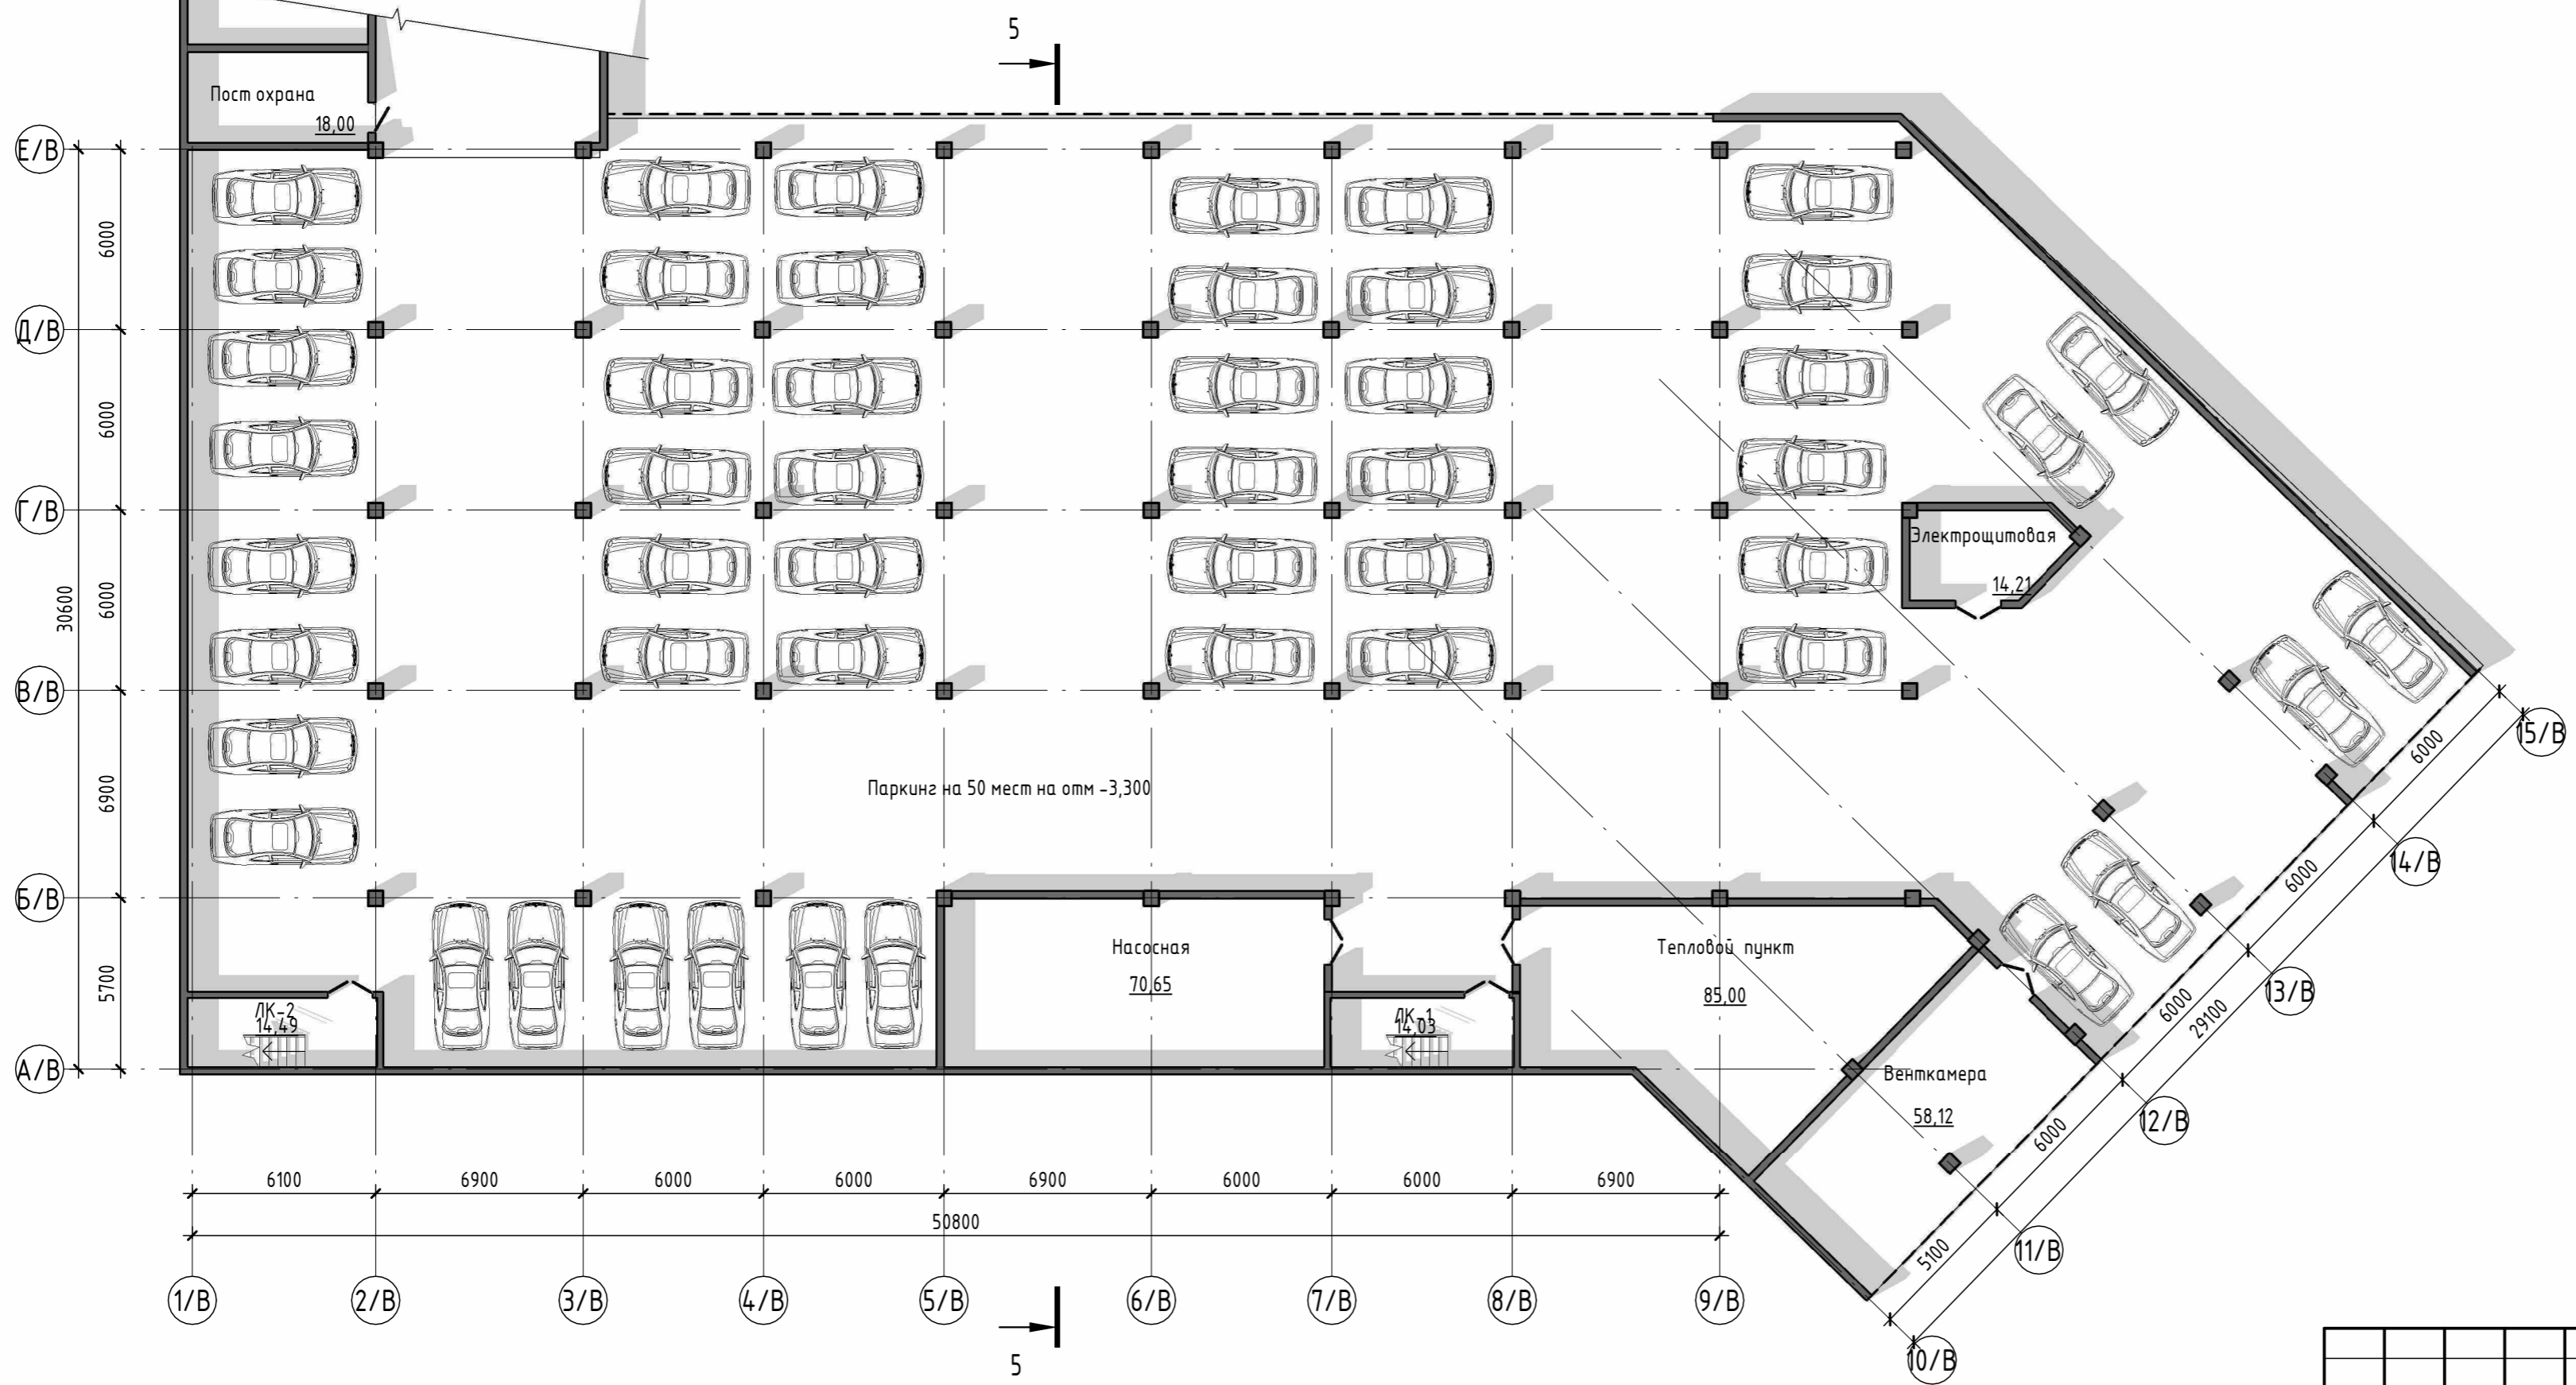 5
Пост охрана
18,00
Е/В
6000
Д/В
6000
Г/В
Электрощитовая
14,21
30600
6000
В/В
15/В
6000
6900
Паркинг на 50 мест на отм -3,300
14/В
6000
Б/В
Насосная
70,65
Тепловой пункт
85,00
5700
13/В
6000
29100
ЛК-2
14,49
ЛК-1
14,03
А/В
Венткамера
58,12
12/В
6000
6100
6900
6000
6000
6900
6000
6000
6900
50800
11/В
5100
1/В
2/В
3/В
4/В
5/В
6/В
7/В
8/В
9/В
10/В
5